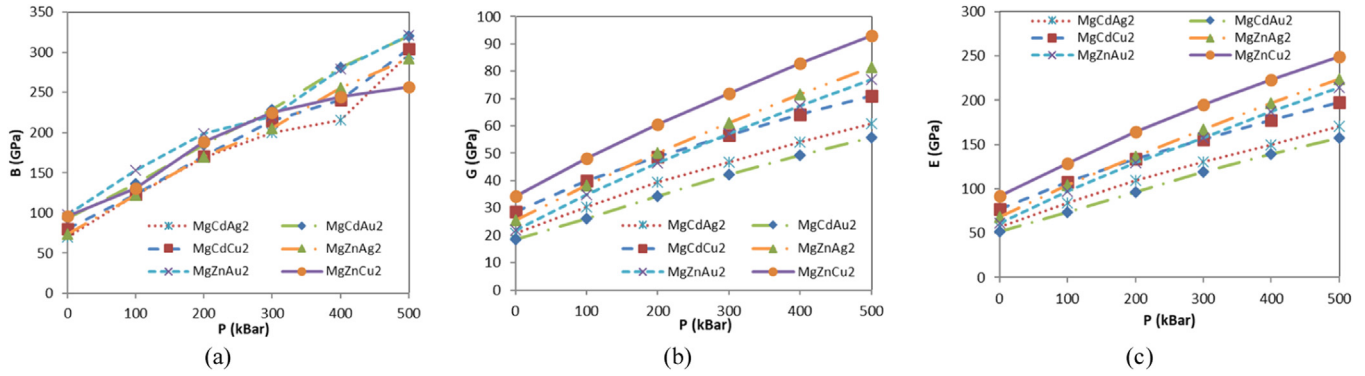 350
300
250
200
150
100
50
0
B (GPa)
0 100 200 300 400 500
P (kBar)
MgCdAg2 MgCdAu2
MgCdCu2 MgZnAg2
MgZnAu2 MgZnCu2
(a)
100
90
80
70
60
50
40
30
20
10
0
G (GPa)
0 100 200 300 400 500
P (kBar)
MgCdAg2 MgCdAu2
MgCdCu2 MgZnAg2
MgZnAu2 MgZnCu2
(b)
300
250
200
150
100
50
0
E (GPa)
0 100 200 300 400 500
P (kBar)
MgCdAg2 MgCdAu2
MgCdCu2 MgZnAg2
MgZnAu2 MgZnCu2
(c)